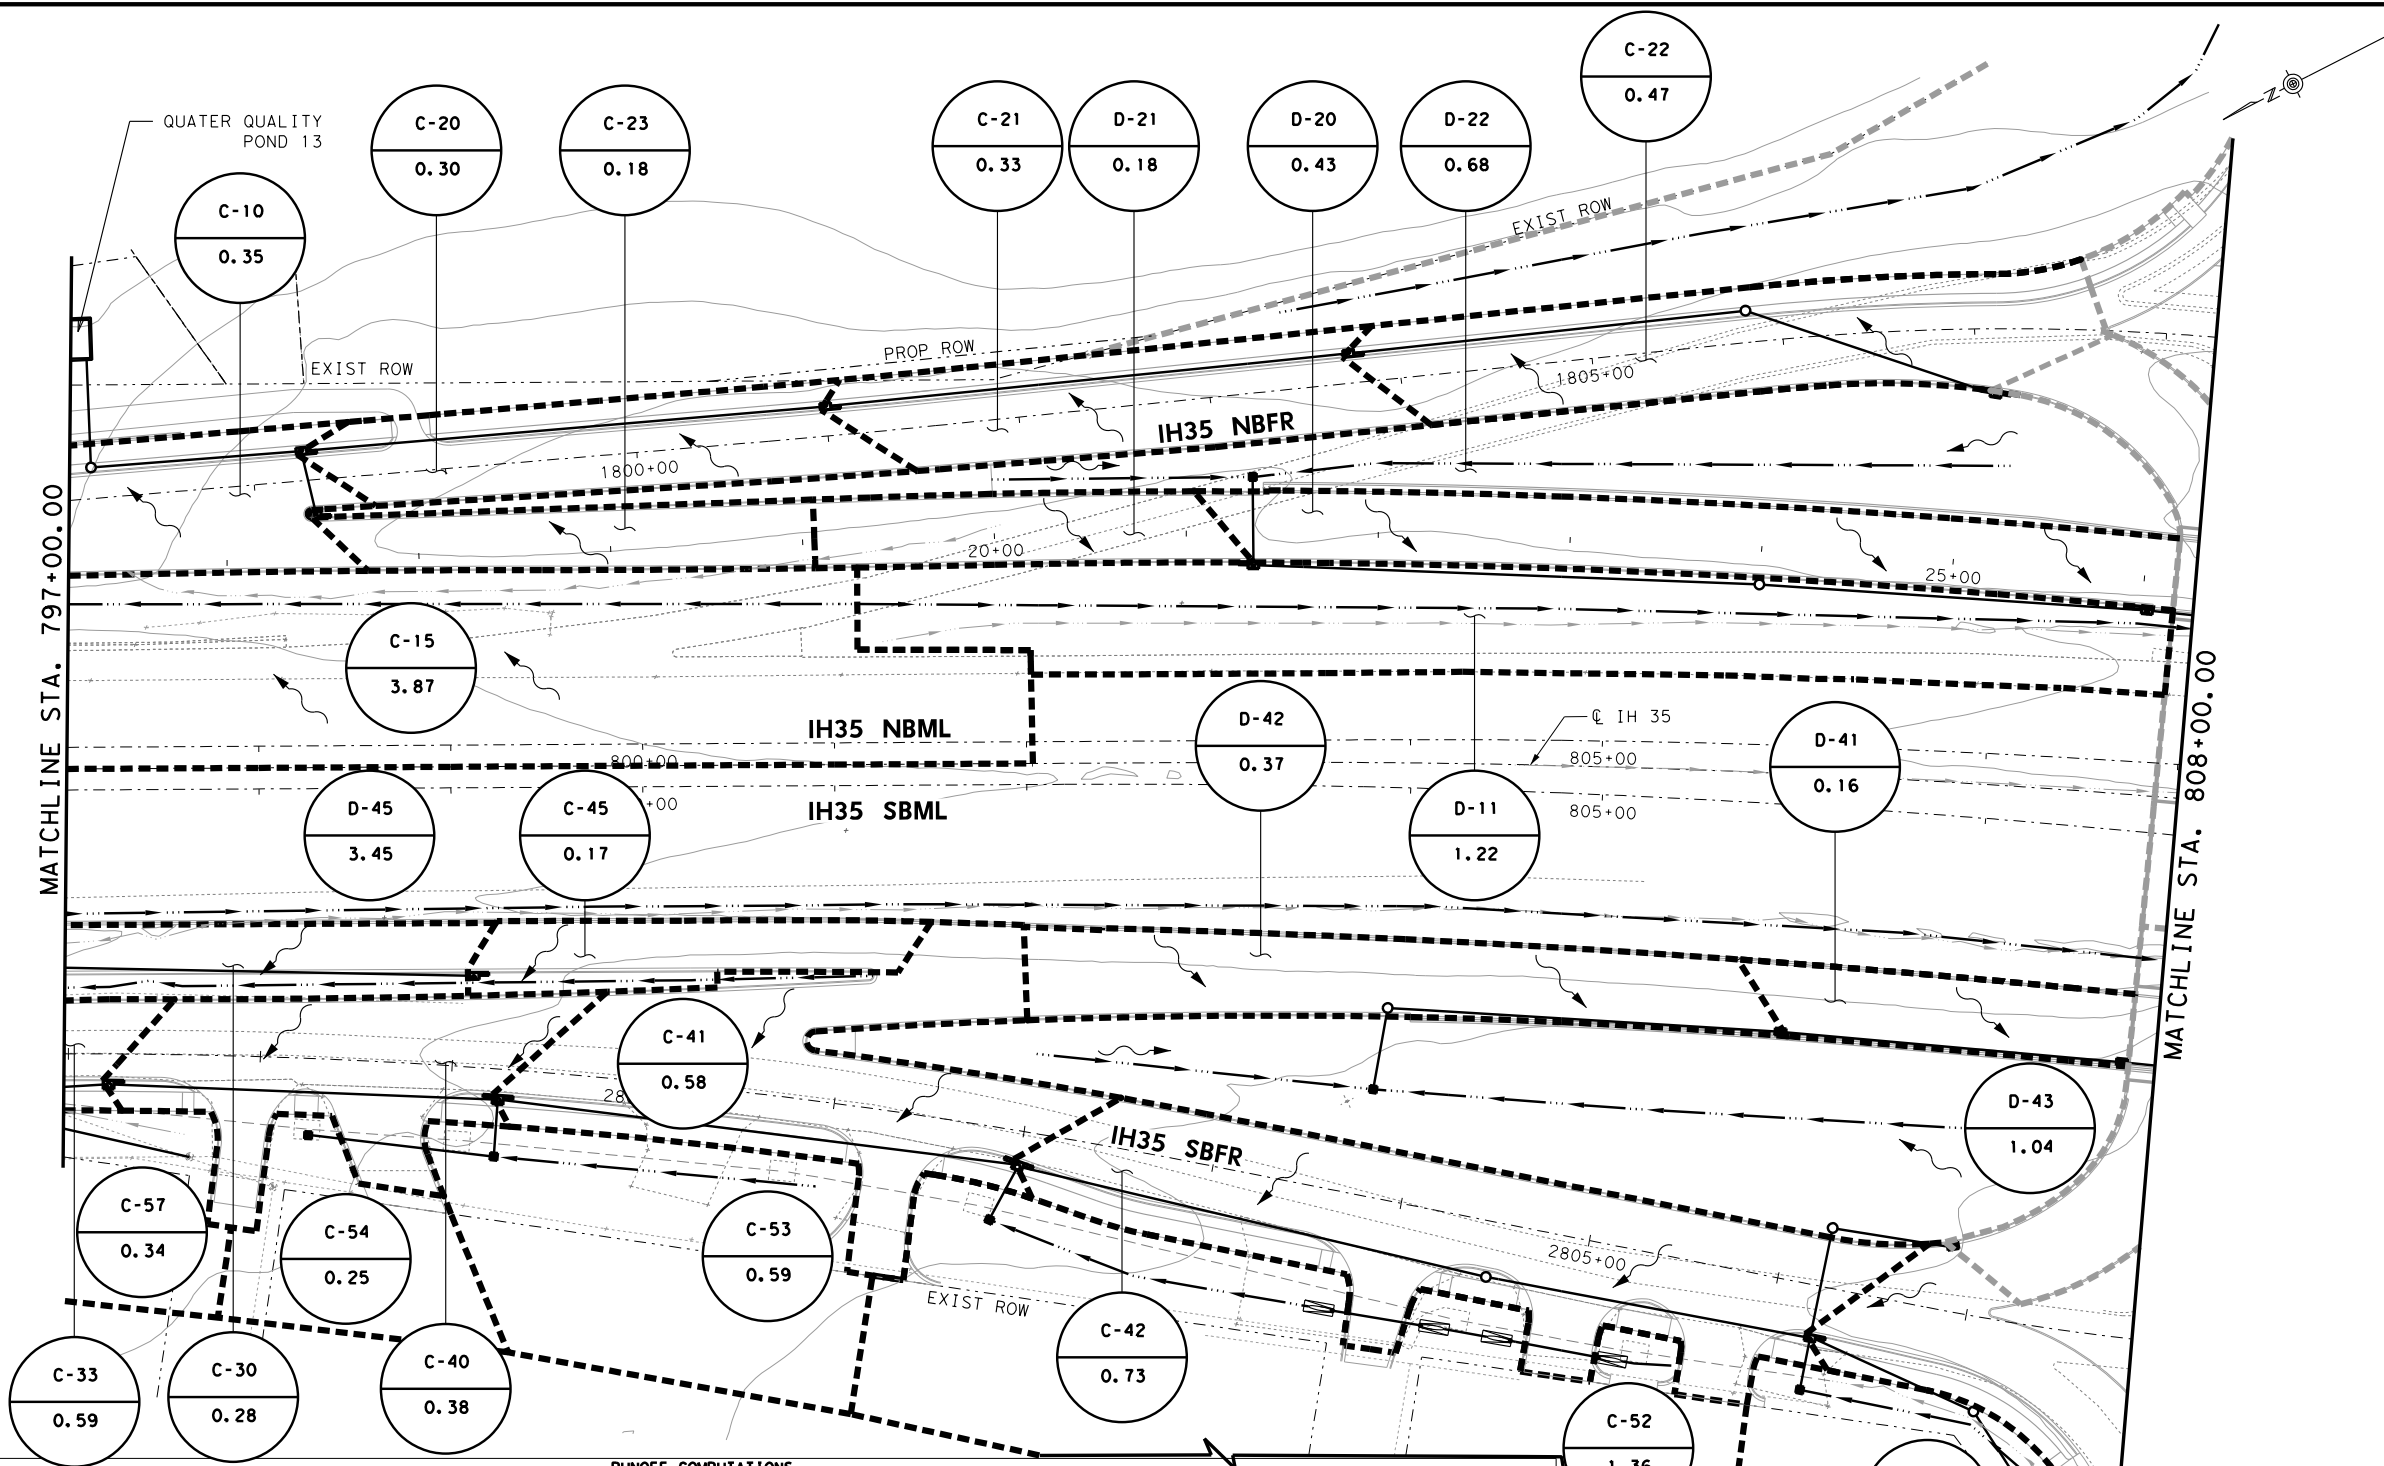 C-22
0.47
N
C-20
0.30
C-23
0.18
C-21
0.33
D-21
0.18
D-20
0.43
D-22
0.68
QUATER QUALITY
POND 13
C-10
0.35
EXIST ROW
PROP ROW
EXIST ROW
1805+00
IH35 NBFR
1800+00
20+00
25+00
MATCHLINE STA. 797+00.00
C-15
3.87
IH35 NBML
D-42
0.37
℄ IH 35
D-41
0.16
800+00
805+00
MATCHLINE STA. 808+00.00
D-45
3.45
C-45
0.17
+00
IH35 SBML
D-11
1.22
805+00
C-41
0.58
28
D-43
1.04
IH35 SBFR
C-57
0.34
C-54
0.25
C-53
0.59
2805+00
EXIST ROW
C-42
0.73
C-33
0.59
C-30
0.28
C-40
0.38
C-52
1.36
RUNOFF COMPUTATIONS